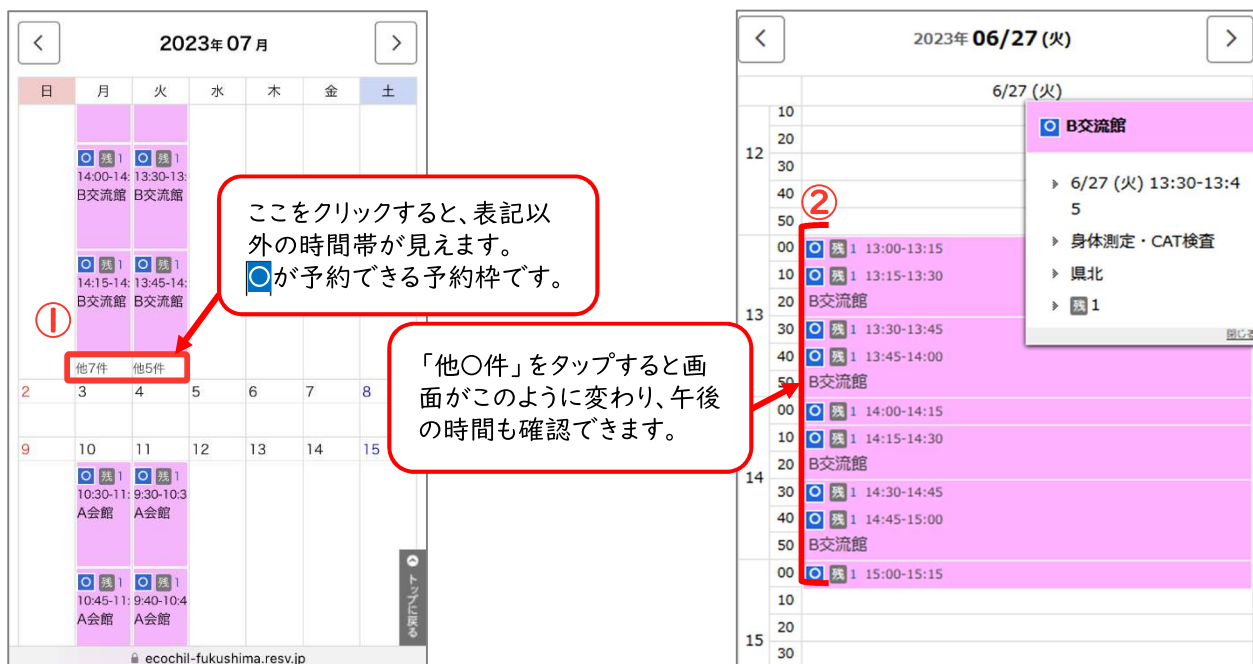 2023年 07 月
日 月 火 水 木 金 土
残 1 残 1
14:00-14: 13:30-13:
B交流館 B交流館
残 1 残 1
14:15-14: 13:45-14:
B交流館 B交流館
①
他7件 他5件
2 3 4 5 6 7 8
9 10 11 12 13 14 15
残 1 残 1
10:30-11: 9:30-10:3
A会館 A会館
残 1 残 1
10:45-11: 9:40-10:4
A会館 A会館
トップに戻る
ecochil-fukushima.resv.jp
ここをクリックすると、表記以
外の時間帯が見えます。
〇が予約できる予約枠です。
「他〇件」をタップすると画
面がこのように変わり、午後
の時間も確認できます。
2023年 06/27 (火)
6/27 (火)
10
20
12
30
40
50
②
00 残 1 13:00-13:15
10 残 1 13:15-13:30
20 B交流館
13
30 残 1 13:30-13:45
40 残 1 13:45-14:00
50 B交流館
00 残 1 14:00-14:15
10 残 1 14:15-14:30
20 B交流館
14
30 残 1 14:30-14:45
40 残 1 14:45-15:00
50 B交流館
00 残 1 15:00-15:15
10
20
15
30
B交流館
6/27 (火) 13:30-13:4
5
身体測定・CAT検査
県北
残 1
閉じる